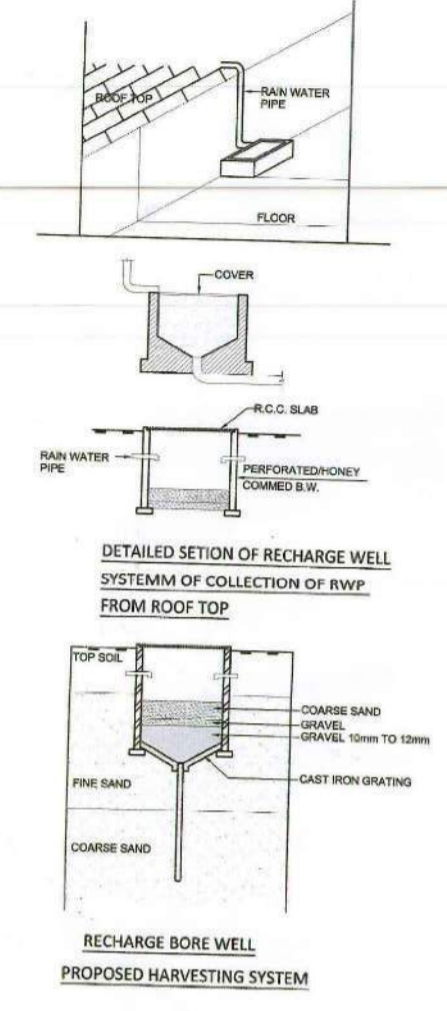 ROOF TOP
RAIN WATER
PIPE
FLOOR
COVER
R.C.C. SLAB
RAIN WATER
PIPE
PERFORATED/HONEY
COMMED B.W.
DETAILED SETION OF RECHARGE WELL
SYSTEMM OF COLLECTION OF RWP
FROM ROOF TOP
TOP SOIL
COARSE SAND
GRAVEL
GRAVEL 10mm TO 12mm
CAST IRON GRATING
FINE SAND
COARSE SAND
RECHARGE BORE WELL
PROPOSED HARVESTING SYSTEM